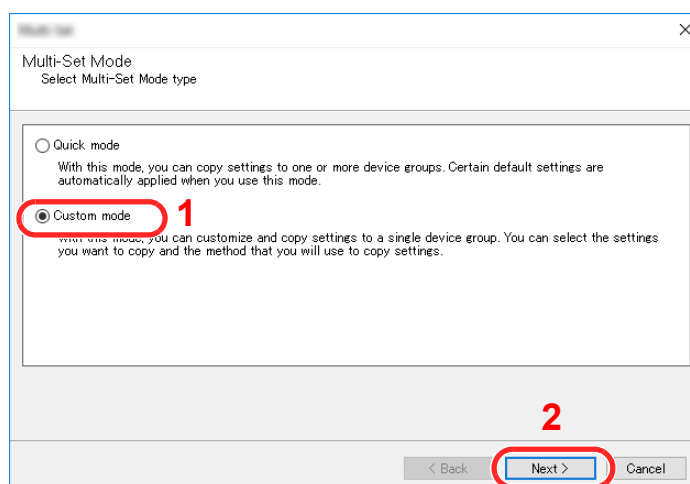 Multi-Set Mode
Select Multi-Set Mode type
Quick mode
With this mode, you can copy settings to one or more device groups. Certain default settings are
automatically applied when you use this mode.
Custom mode
1
With this mode, you can customize and copy settings to a single device group. You can select the settings
you want to copy and the method that you will use to copy settings.
2
< Back
Next >
Cancel